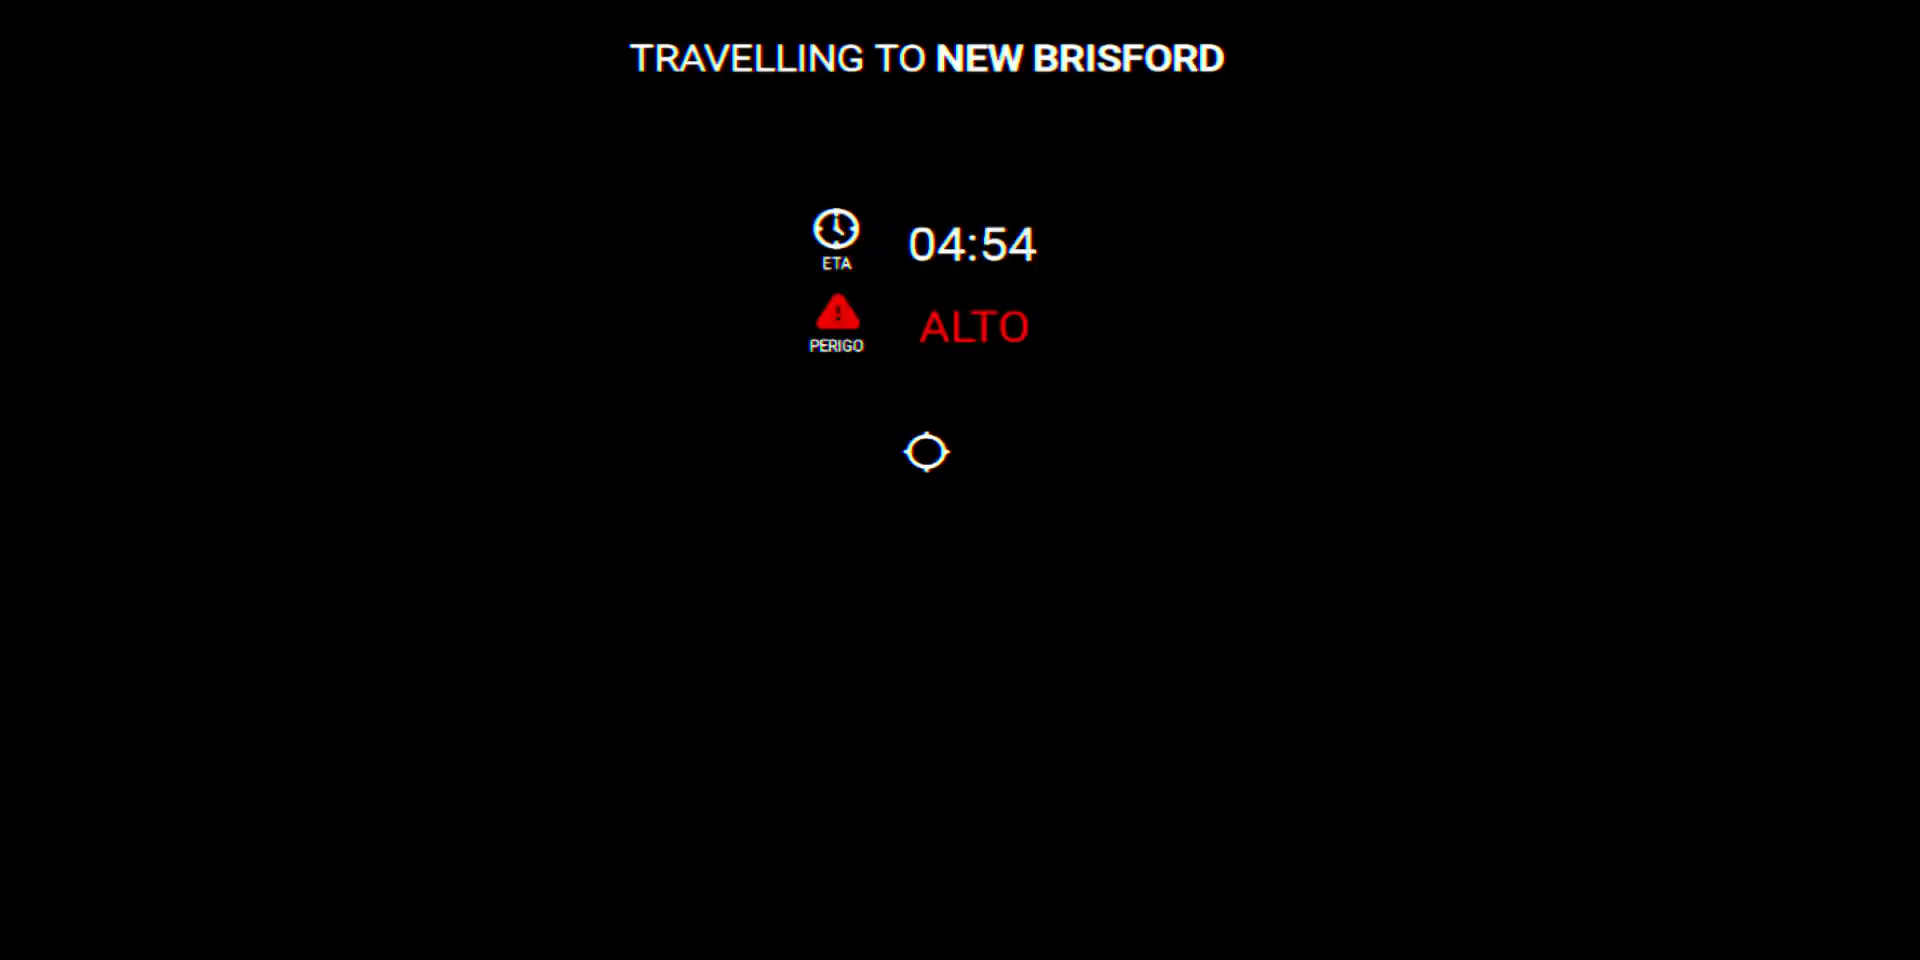 TRAVELLING TO NEW BRISFORD
04:54
ETA
ALTO
PERIGO